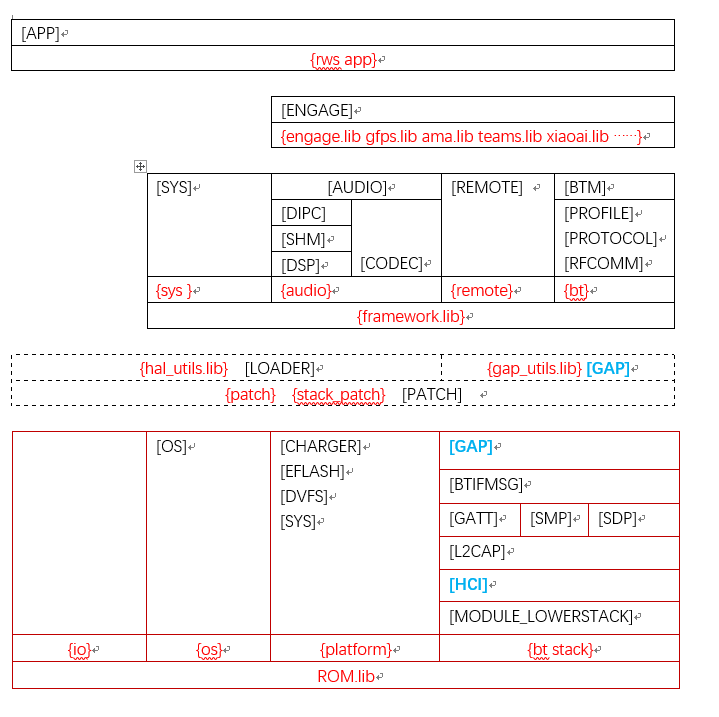 [APP]
{rws app}
[ENGAGE]
{engage.lib gfps.lib ama.lib teams.lib xiaoai.lib ······}
[SYS] [AUDIO] [REMOTE] [BTM]
[DIPC] [PROFILE]
[SHM] [PROTOCOL]
[DSP] [CODEC] [RFCOMM]
{sys } {audio} {remote} {bt}
{framework.lib}
{hal_utils.lib} [LOADER] {gap_utils.lib} [GAP]
{patch} {stack_patch} [PATCH]
[OS] [CHARGER] [GAP]
[EFLASH]
[DVFS] [BTIFMSG]
[SYS] [GATT] [SMP] [SDP]
[L2CAP]
[HCI]
[MODULE_LOWERSTACK]
{io} {os} {platform} {bt stack}
ROM.lib